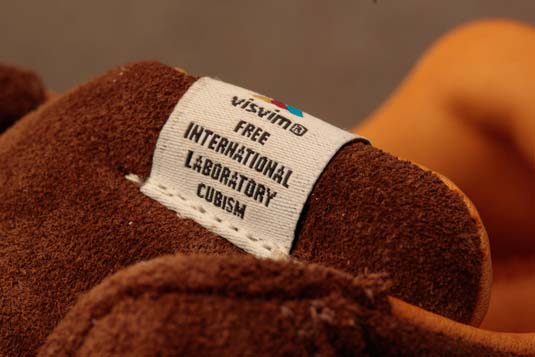 visvim
FREE
INTERNATIONAL
LABORATORY
CUBISM